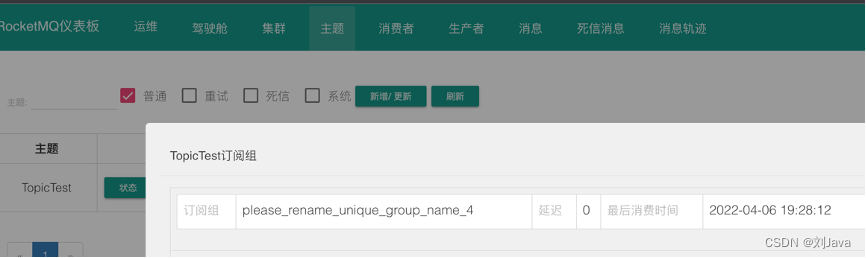 RocketMQ仪表板 运维 驾驶舱 集群 主题 消费者 生产者 消息 死信消息 消息轨迹
主题: 普通 重试 死信 系统 新增/ 更新 刷新
主题
TopicTest订阅组
TopicTest 状态
订阅组 please_rename_unique_group_name_4 延迟 0 最后消费时间 2022-04-06 19:28:12
« 1 »
CSDN @刘Java